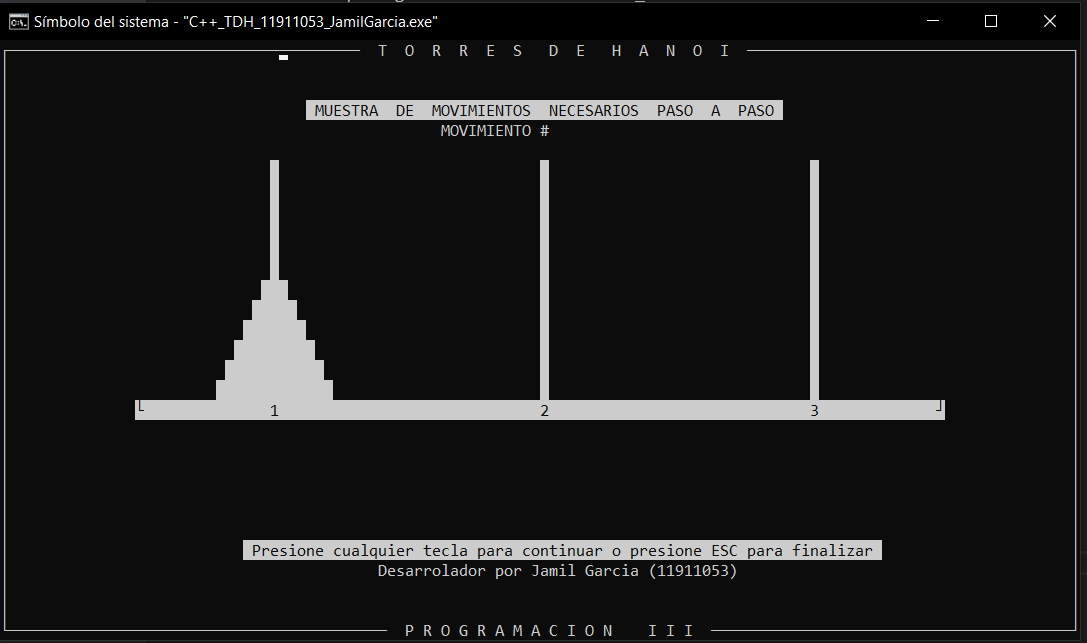 Símbolo del sistema - "C++_TDH_11911053_JamilGarcia.exe"
T O R R E S D E H A N O I
MUESTRA DE MOVIMIENTOS NECESARIOS PASO A PASO
MOVIMIENTO #
1 2 3
Presione cualquier tecla para continuar o presione ESC para finalizar
Desarrolador por Jamil Garcia (11911053)
P R O G R A M A C I O N I I I